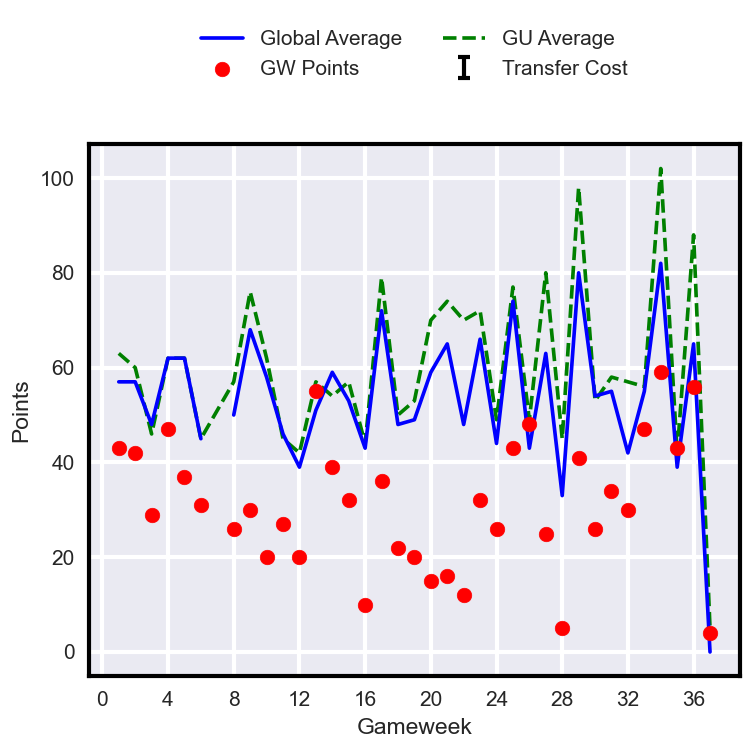 Global Average
GU Average
GW Points
Transfer Cost
100
80
60
40
20
0
Points
0 4 8 12 16 20 24 28 32 36
Gameweek